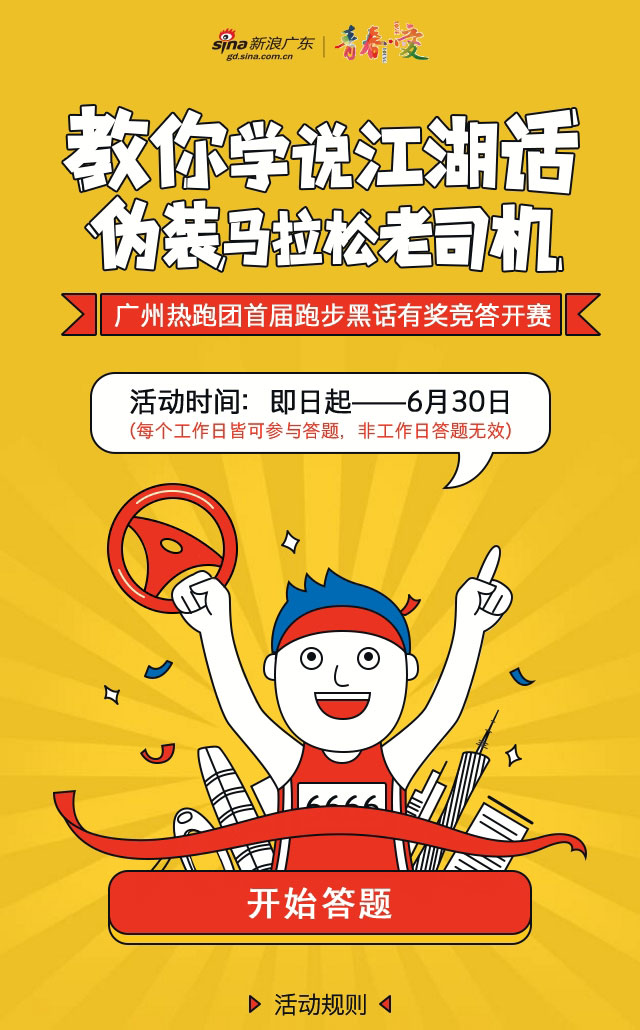 sina新浪广东 | 青春·爱
gd.sina.com.cn
教你学说江湖话
伪装马拉松老司机
广州热跑团首届跑步黑话有奖竞答开赛
活动时间：即日起——6月30日
(每个工作日皆可参与答题，非工作日答题无效)
6666
开始答题
活动规则